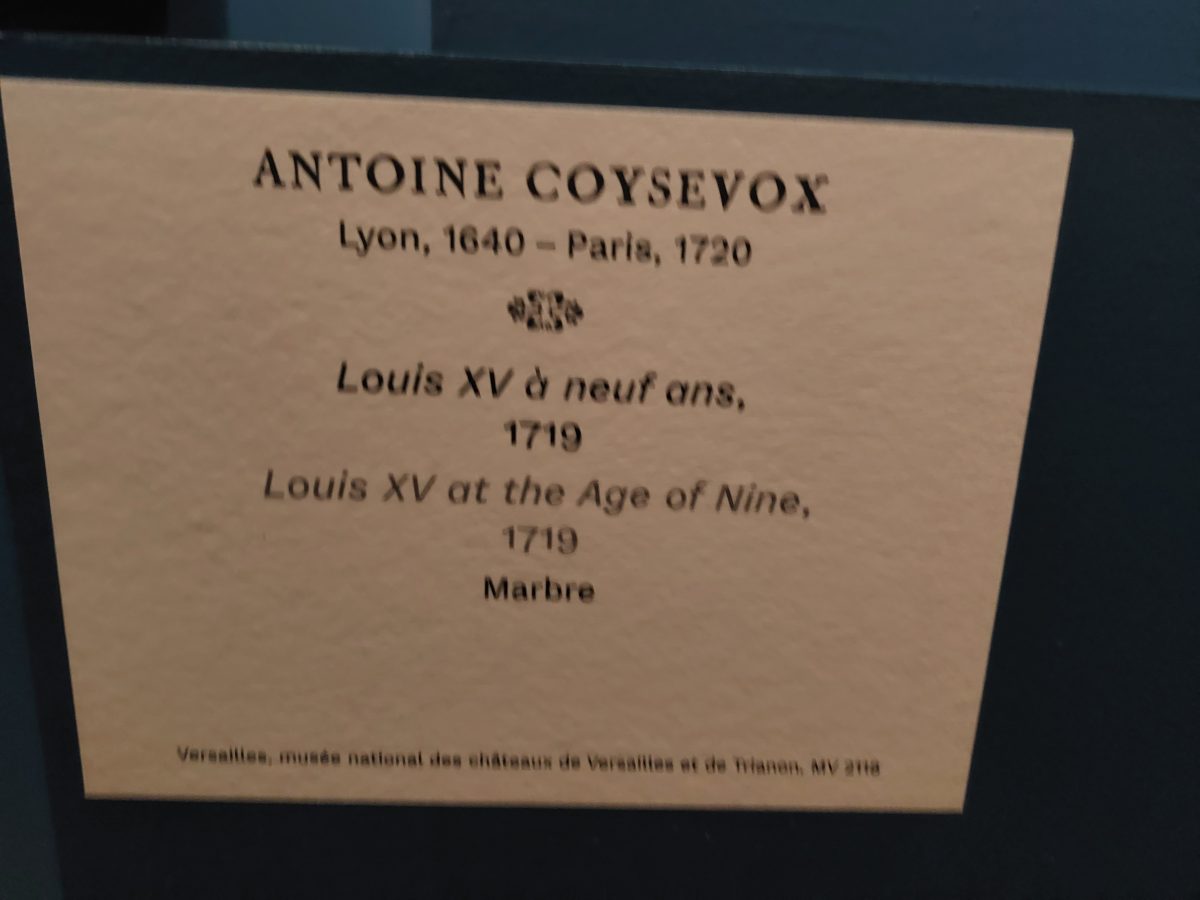 ANTOINE COYSEVOX
Lyon, 1640 – Paris, 1720
Louis XV à neuf ans,
1719
Louis XV at the Age of Nine,
1719
Marbre
Versailles, musée national des châteaux de Versailles et de Trianon, MV 2118